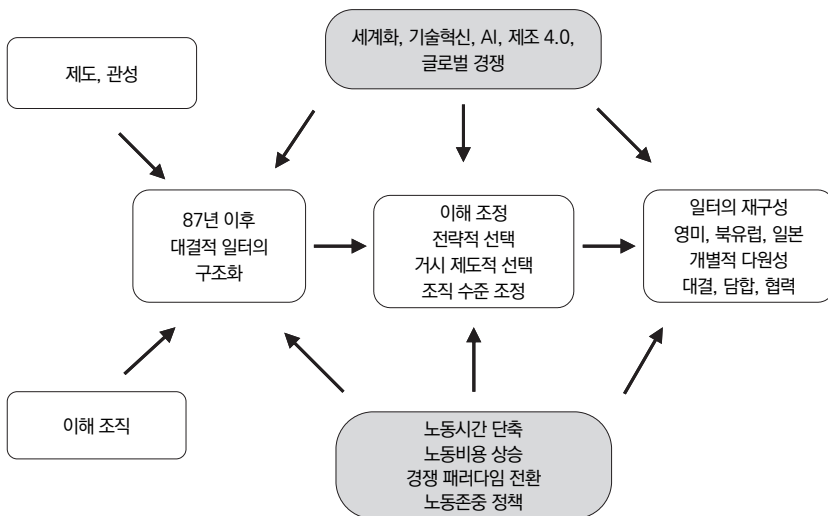 세계화, 기술혁신, AI, 제조 4.0,
글로벌 경쟁
제도, 관성
87년 이후
대결적 일터의
구조화
이해 조정
전략적 선택
거시 제도적 선택
조직 수준 조정
일터의 재구성
영미, 북유럽, 일본
개별적 다원성
대결, 담합, 협력
이해 조직
노동시간 단축
노동비용 상승
경쟁 패러다임 전환
노동존중 정책